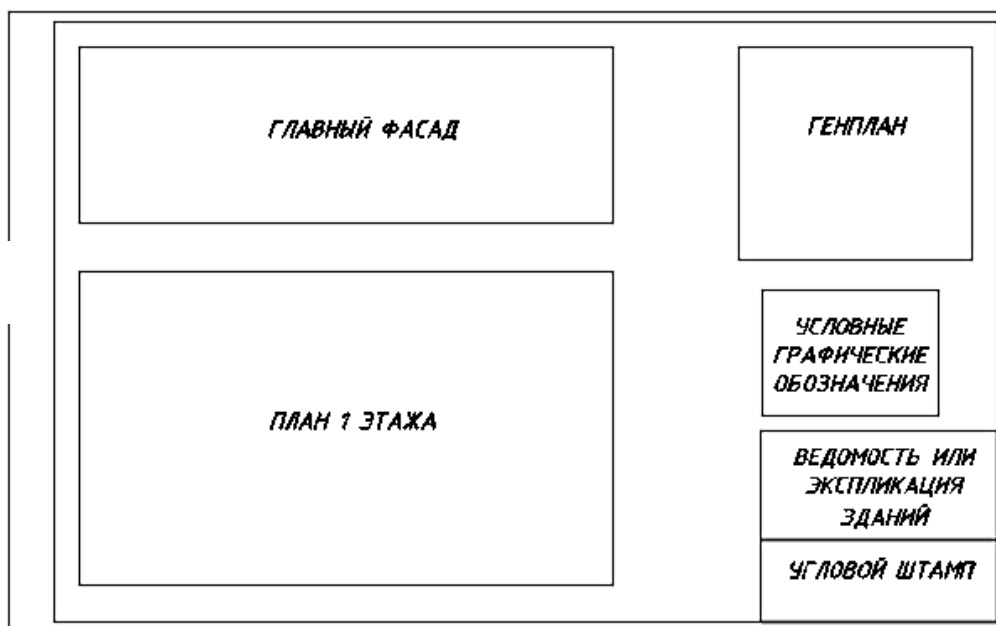 ГЛАВНЫЙ ФАСАД
ГЕНПЛАН
УСЛОВНЫЕ
ГРАФИЧЕСКИЕ
ОБОЗНАЧЕНИЯ
ПЛАН 1 ЭТАЖА
ВЕДОМОСТЬ ИЛИ
ЭКСПЛИКАЦИЯ
ЗДАНИЙ
УГЛОВОЙ ШТАМП